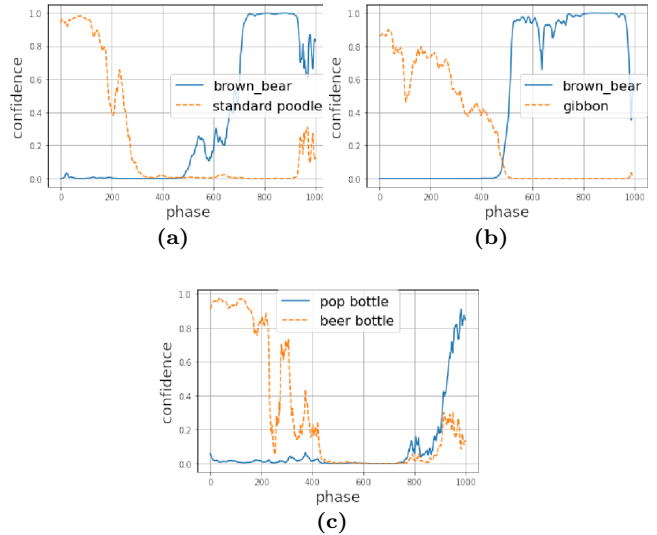 1.0
0.8
0.6
0.4
0.2
0.0
confidence
brown_bear
standard poodle
0 200 400 600 800 1000
phase
(a)
1.0
0.8
0.6
0.4
0.2
0.0
confidence
brown_bear
gibbon
0 200 400 600 800 1000
phase
(b)
1.0
0.8
0.6
0.4
0.2
0.0
confidence
pop bottle
beer bottle
0 200 400 600 800 1000
phase
(c)